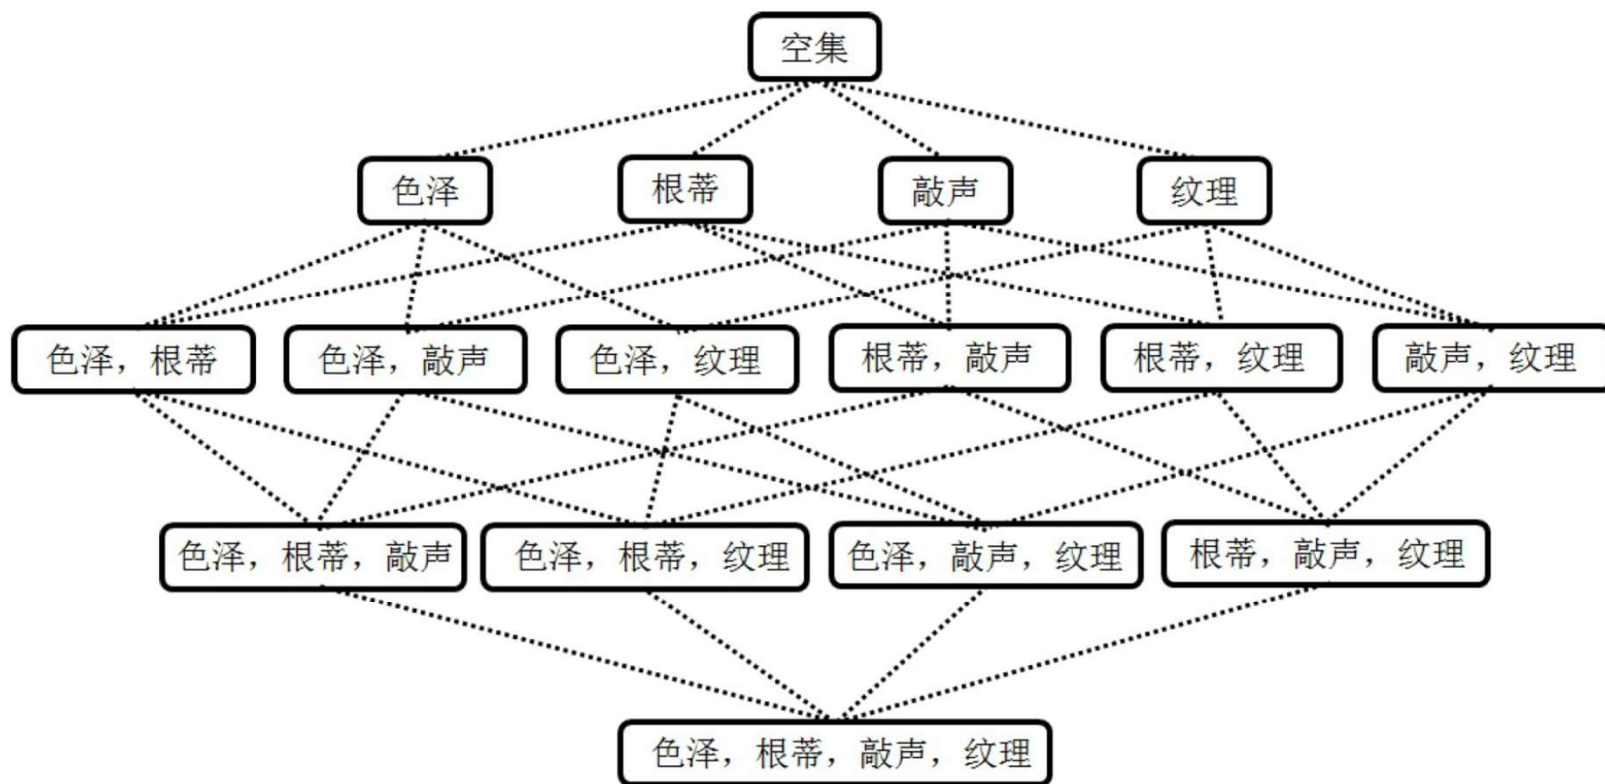 空集
色泽
根蒂
敲声
纹理
色泽，根蒂
色泽，敲声
色泽，纹理
根蒂，敲声
根蒂，纹理
敲声，纹理
色泽，根蒂，敲声
色泽，根蒂，纹理
色泽，敲声，纹理
根蒂，敲声，纹理
色泽，根蒂，敲声，纹理